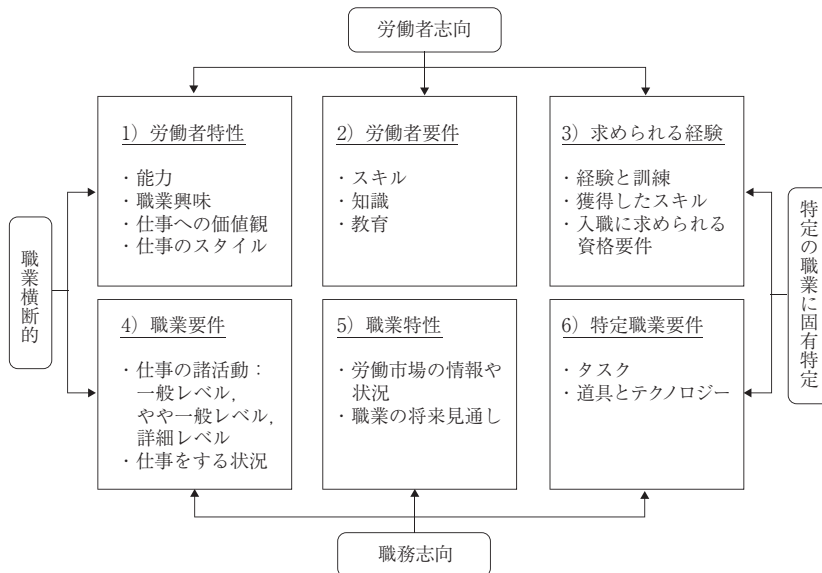 労働者志向
1）労働者特性
・能力
・職業興味
・仕事への価値観
・仕事のスタイル
2）労働者要件
・スキル
・知識
・教育
3）求められる経験
・経験と訓練
・獲得したスキル
・入職に求められる
資格要件
職業横断的
特定の職業に固有特定
4）職業要件
・仕事の諸活動：
一般レベル，
やや一般レベル，
詳細レベル
・仕事をする状況
5）職業特性
・労働市場の情報や
状況
・職業の将来見通し
6）特定職業要件
・タスク
・道具とテクノロジー
職務志向